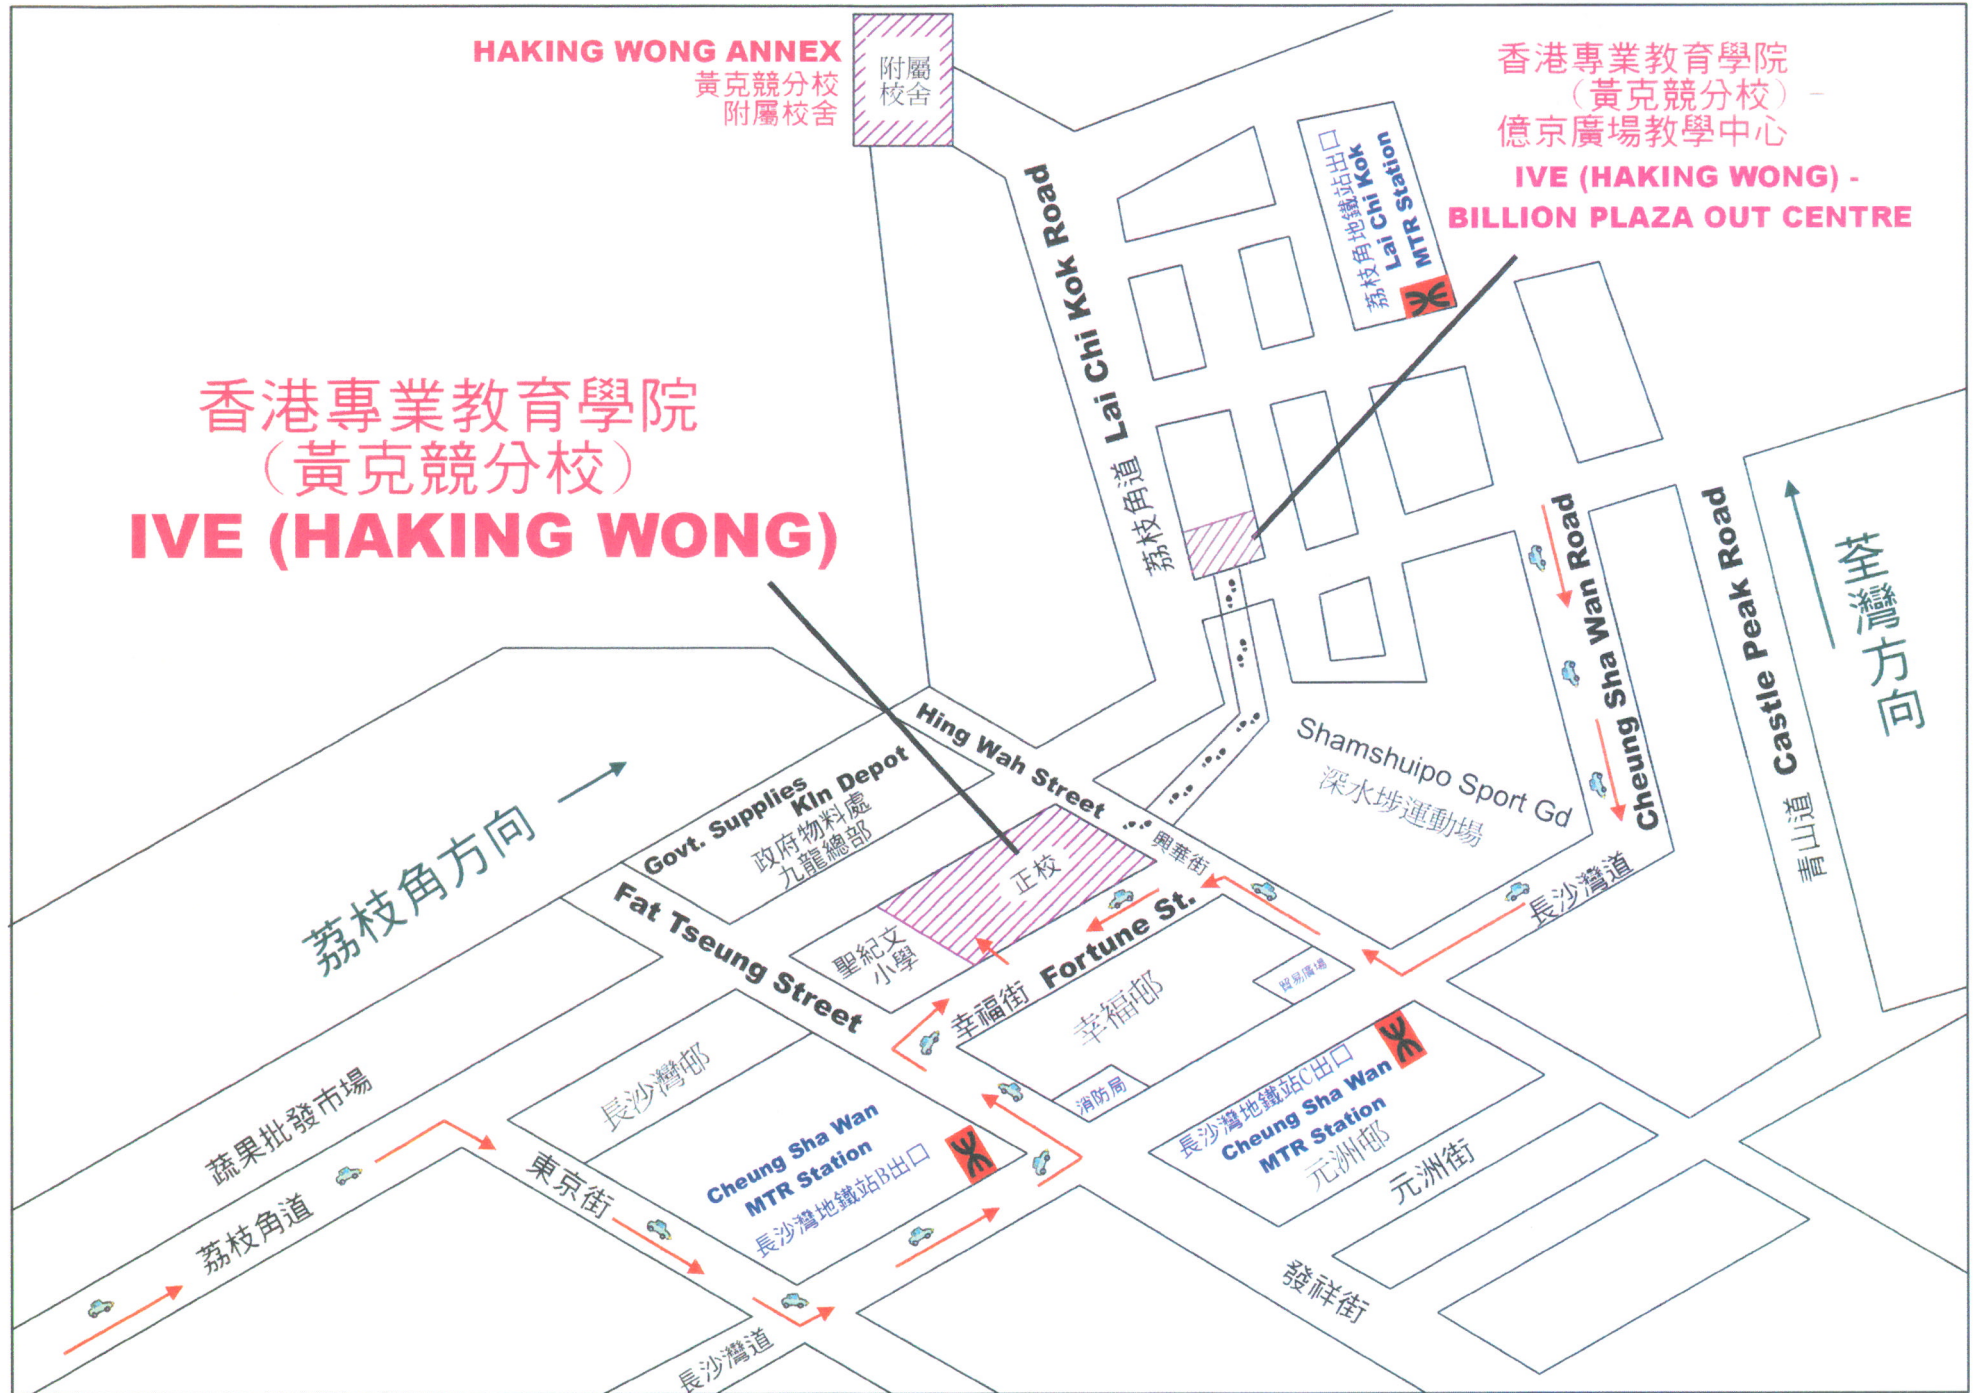 HAKING WONG ANNEX
黃克競分校
附屬校舍
附屬
校舍
香港專業教育學院
（黃克競分校）-
億京廣場教學中心
IVE (HAKING WONG) -
BILLION PLAZA OUT CENTRE
荔枝角地鐵站出口
Lai Chi Kok
MTR Station
荔枝角道 Lai Chi Kok Road
香港專業教育學院
（黃克競分校）
IVE (HAKING WONG)
Cheung Sha Wan Road
長沙灣道
青山道 Castle Peak Road
荃灣方向
Hing Wah Street
興華街
Shamshuipo Sport Gd
深水埗運動場
荔枝角方向
Govt. Supplies
Kln Depot
政府物料處
九龍總部
正校
Fat Tseung Street
聖紀文
小學
幸福街 Fortune St.
幸福邨
貿易廣場
消防局
長沙灣邨
Cheung Sha Wan
MTR Station
長沙灣地鐵站B出口
長沙灣地鐵站C出口
Cheung Sha Wan
MTR Station
元洲邨
元洲街
發祥街
蔬果批發市場
荔枝角道
東京街
長沙灣道